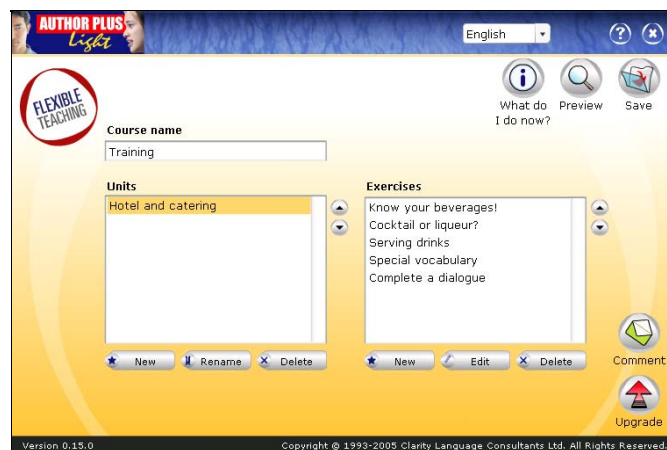 AUTHOR PLUS
Light
English
FLEXIBLE
TEACHING
What do
I do now?
Preview
Save
Course name
Training
Units
Exercises
Hotel and catering
Know your beverages!
Cocktail or liqueur?
Serving drinks
Special vocabulary
Complete a dialogue
New
Rename
Delete
New
Edit
Delete
Comment
Upgrade
Version 0.15.0
Copyright © 1993-2005 Clarity Language Consultants Ltd. All Rights Reserved.